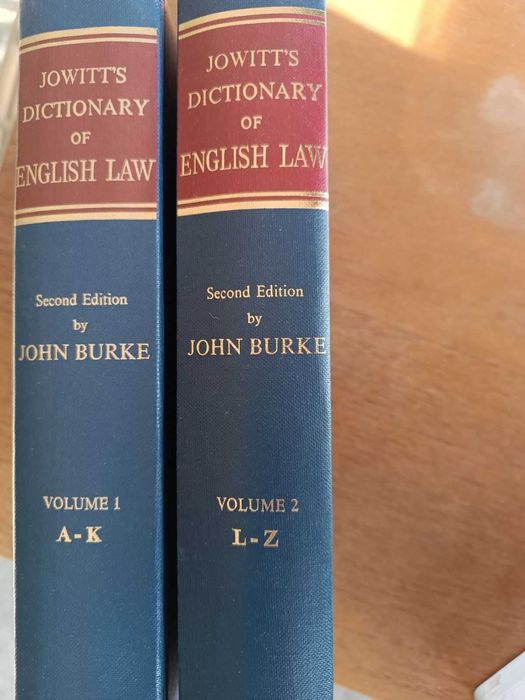 JOWITT'S
DICTIONARY
OF
ENGLISH LAW
Second Edition
by
JOHN BURKE
VOLUME 1
A-K
JOWITT'S
DICTIONARY
OF
ENGLISH LAW
Second Edition
by
JOHN BURKE
VOLUME 2
L-Z